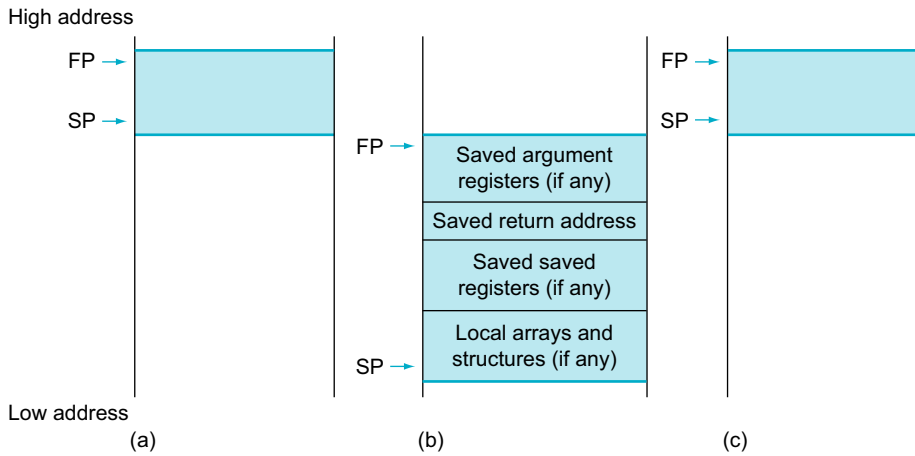 High address
FP
SP
FP
Saved argument
registers (if any)
Saved return address
Saved saved
registers (if any)
Local arrays and
structures (if any)
SP
FP
SP
Low address
(a)
(b)
(c)